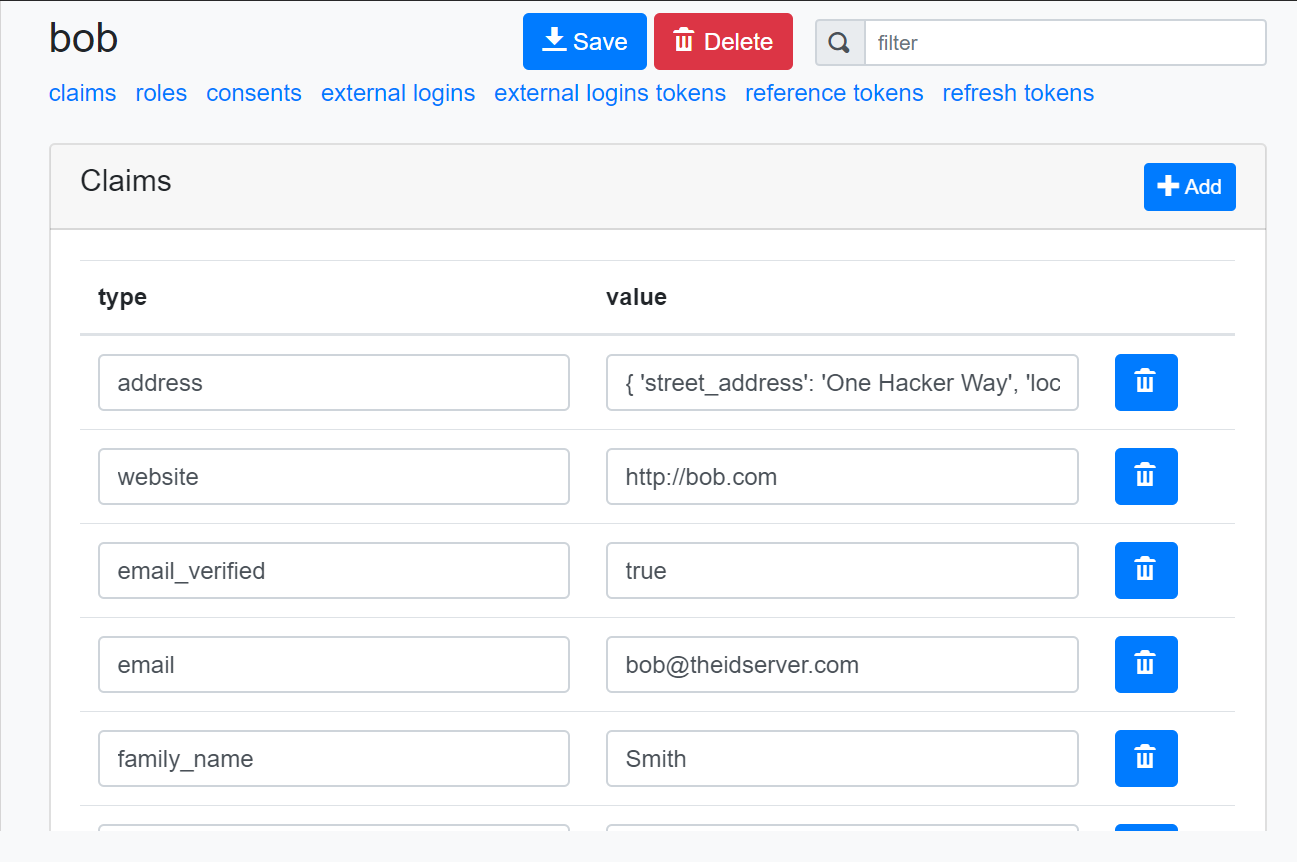 bob
Save
Delete
filter
claims roles consents external logins external logins tokens reference tokens refresh tokens
Claims
Add
type value
address { 'street_address': 'One Hacker Way', 'loc
website http://bob.com
email_verified true
email bob@theidserver.com
family_name Smith